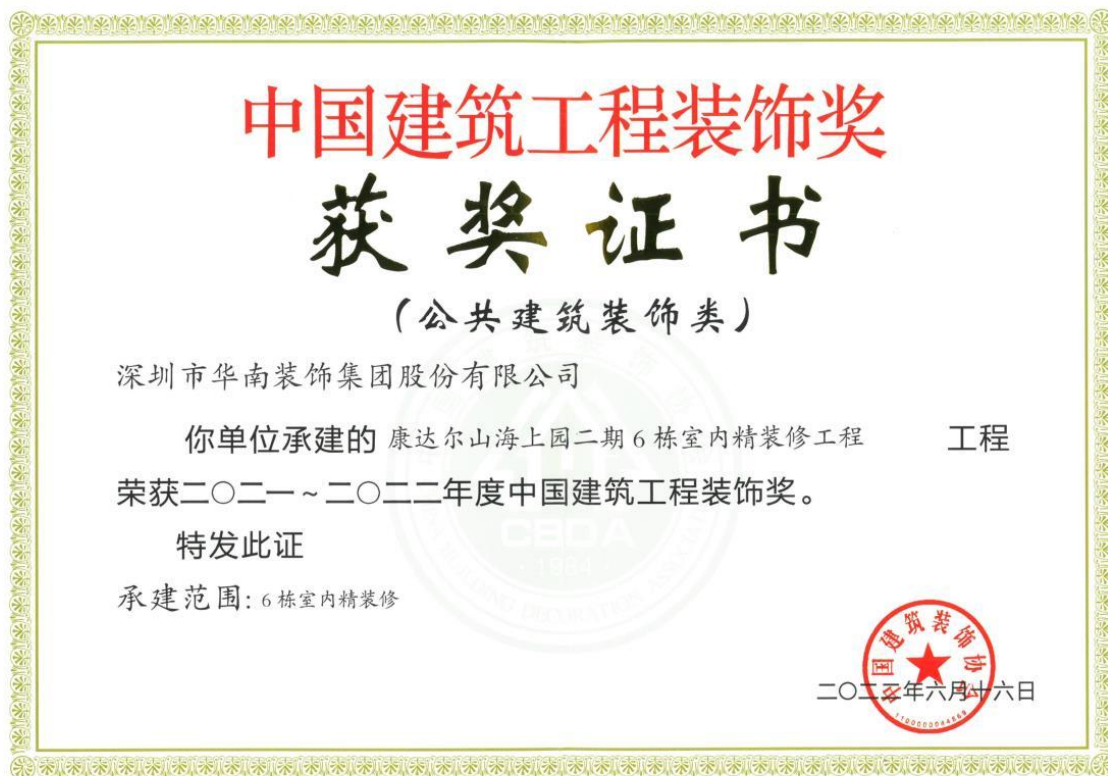 中国建筑工程装饰奖
获奖证书
(公共建筑装饰类)
深圳市华南装饰集团股份有限公司
你单位承建的 康达尔山海上园二期6栋室内精装修工程 工程
荣获二〇二一~二〇二二年度中国建筑工程装饰奖。
特发此证
承建范围: 6栋室内精装修
CBDA
·1984·
中国建筑装饰协会
二〇二三年六月十六日